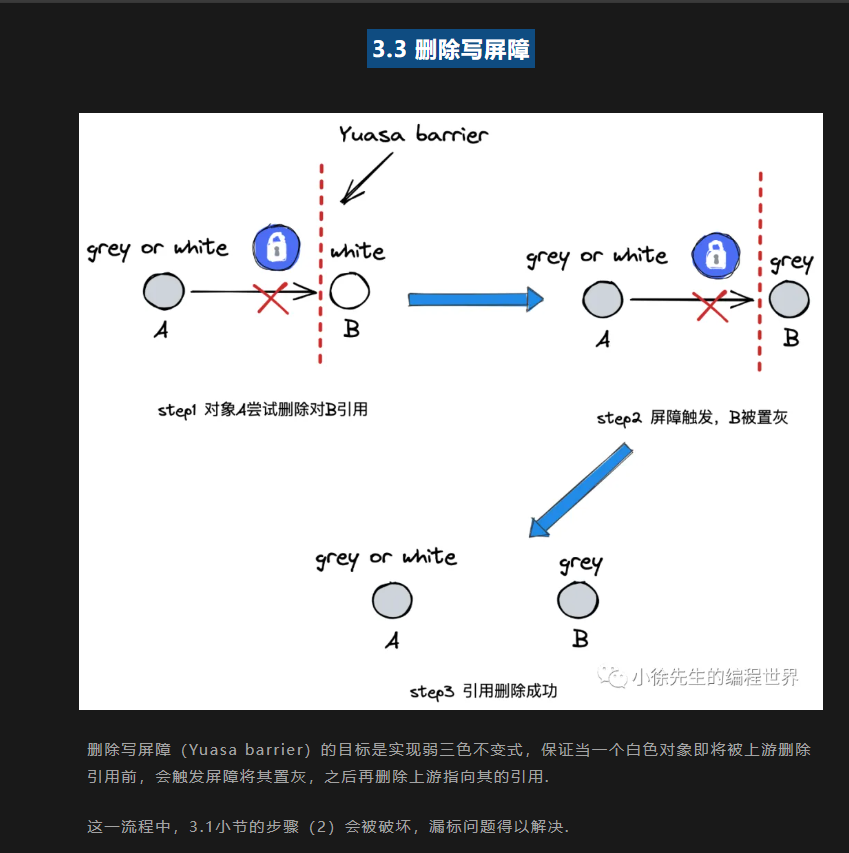 3.3 删除写屏障
Yuasa barrier
grey or white
white
A
B
step1 对象A尝试删除对B引用
grey or white
grey
A
B
step2 屏障触发，B被置灰
grey or white
grey
A
B
step3 引用删除成功
小徐先生的编程世界
删除写屏障（Yuasa barrier）的目标是实现弱三色不变式，保证当一个白色对象即将被上游删除
引用前，会触发屏障将其置灰，之后再删除上游指向其的引用.
这一流程中，3.1小节的步骤（2）会被破坏，漏标问题得以解决.